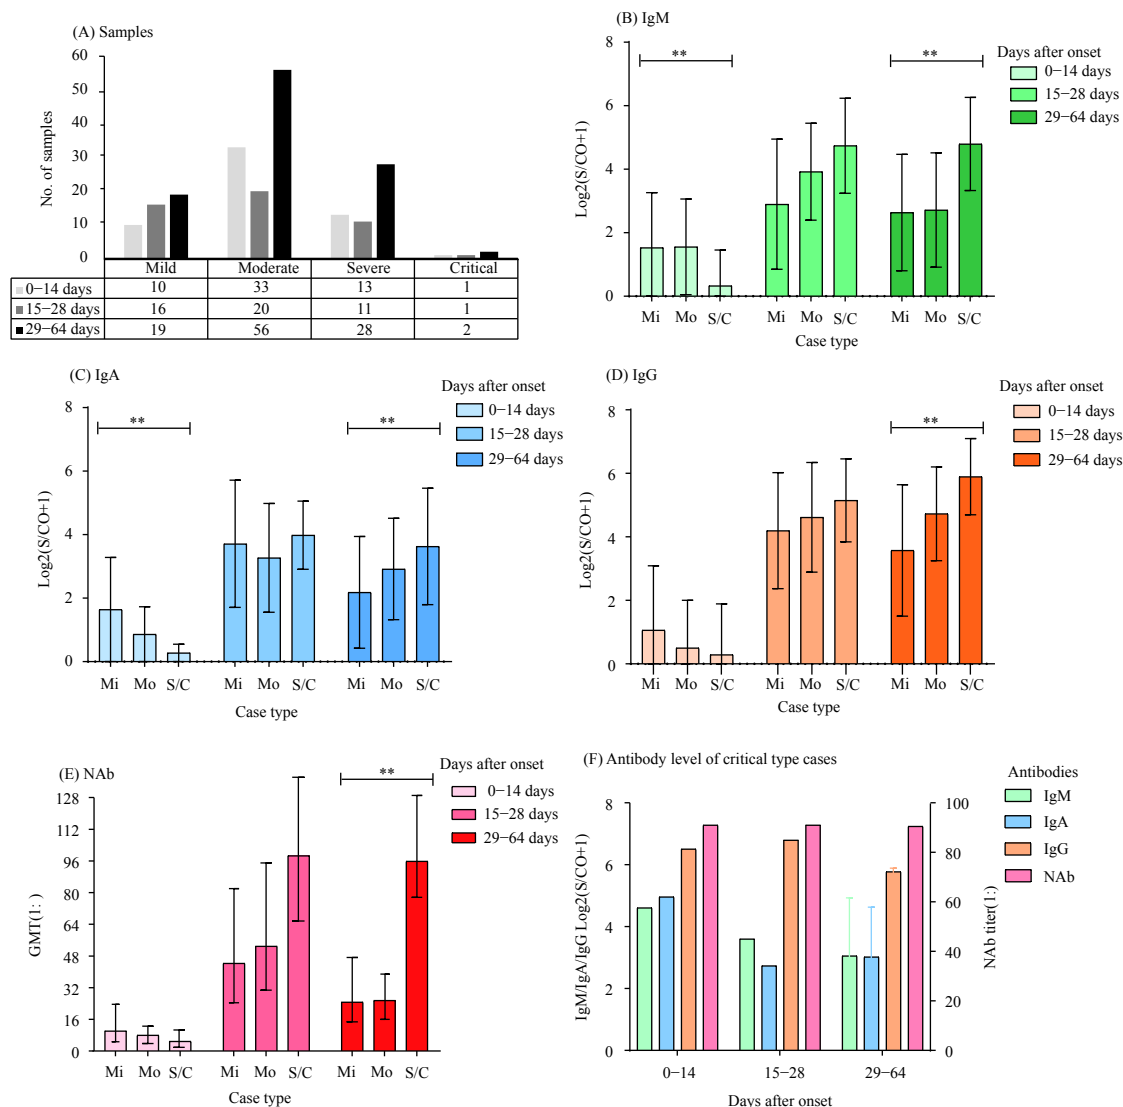 (A) Samples
No. of samples
60
50
40
30
20
10
0
Mild Moderate Severe Critical
0−14 days 10 33 13 1
15−28 days 16 20 11 1
29−64 days 19 56 28 2
(B) IgM
Days after onset
0−14 days
15−28 days
29−64 days
Log2(S/CO+1)
8
6
4
2
0
** **
Mi Mo S/C Mi Mo S/C Mi Mo S/C
Case type
(C) IgA
Days after onset
0−14 days
15−28 days
29−64 days
Log2(S/CO+1)
8
6
4
2
0
** **
Mi Mo S/C Mi Mo S/C Mi Mo S/C
Case type
(D) IgG
Days after onset
0−14 days
15−28 days
29−64 days
Log2(S/CO+1)
8
6
4
2
0
**
Mi Mo S/C Mi Mo S/C Mi Mo S/C
Case type
(E) NAb
Days after onset
0−14 days
15−28 days
29−64 days
GMT(1: )
128
112
96
80
64
48
32
16
0
**
Mi Mo S/C Mi Mo S/C Mi Mo S/C
Case type
(F) Antibody level of critical type cases
Antibodies
IgM
IgA
IgG
NAb
IgM/IgA/IgG Log2(S/CO+1)
8
6
4
2
0
NAb titer(1:)
100
80
60
40
20
0
0−14 15−28 29−64
Days after onset